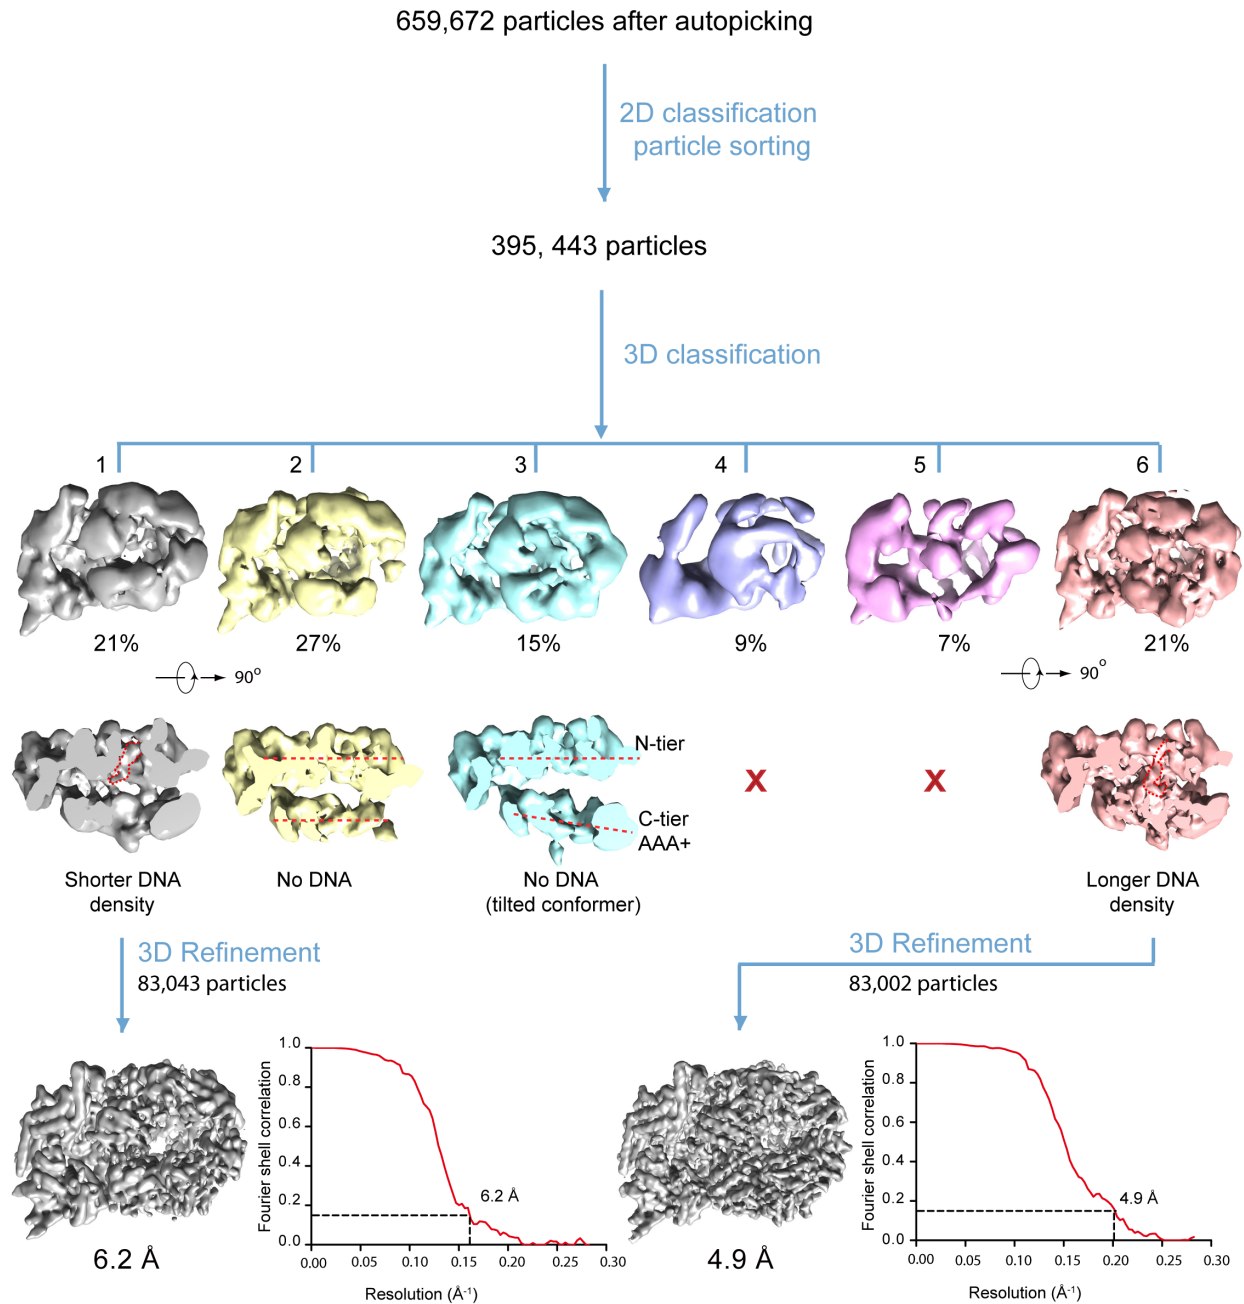 659,672 particles after autopicking
2D classification
particle sorting
395, 443 particles
3D classification
1 2 3 4 5 6
21% 27% 15% 9% 7% 21%
90o 90o
N-tier
C-tier
AAA+
X X
Shorter DNA
density
No DNA
No DNA
(tilted conformer)
Longer DNA
density
3D Refinement
83,043 particles
3D Refinement
83,002 particles
Fourier shell correlation
1.0
0.8
0.6
0.4
0.2
0.0
6.2 Å
0.00 0.05 0.10 0.15 0.20 0.25 0.30
Resolution (Å-1)
6.2 Å
Fourier shell correlation
1.0
0.8
0.6
0.4
0.2
0.0
4.9 Å
0.00 0.05 0.10 0.15 0.20 0.25 0.30
Resolution (Å-1)
4.9 Å